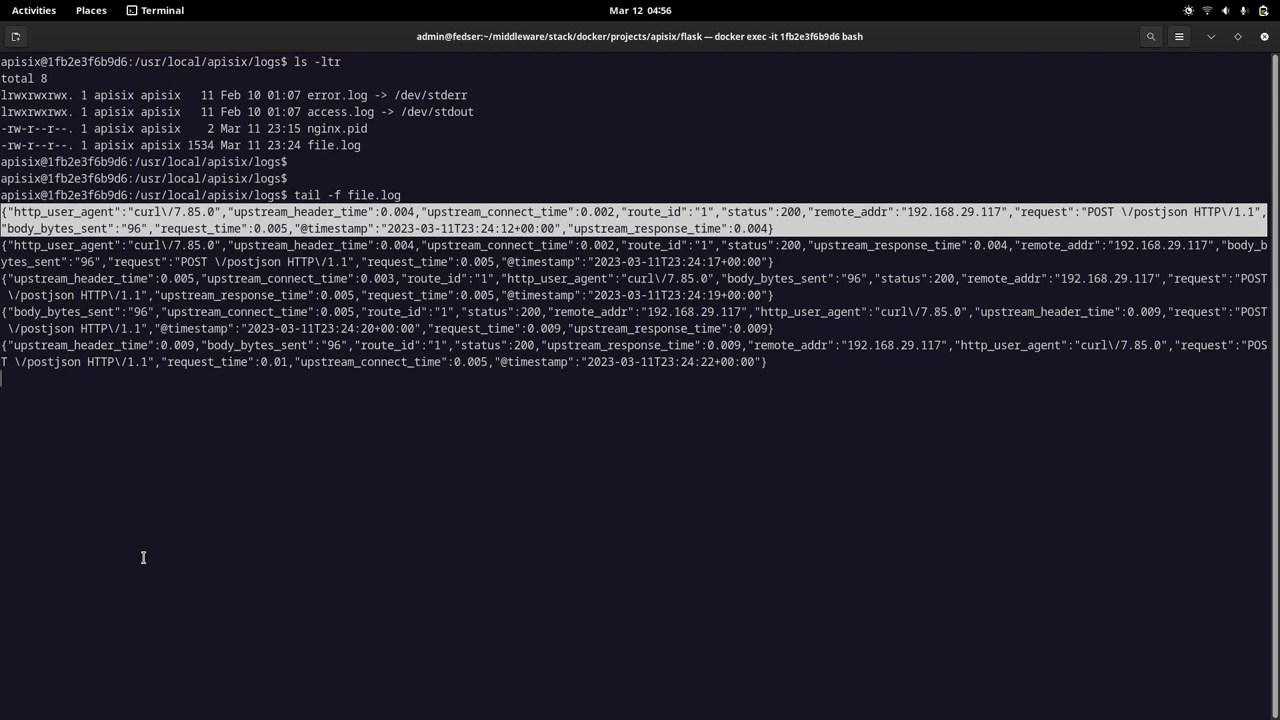 Activities Places Terminal Mar 12 04:56
admin@fedser:~/middleware/stack/docker/projects/apisix/flask — docker exec -it 1fb2e3f6b9d6 bash
apisix@1fb2e3f6b9d6:/usr/local/apisix/logs$ ls -ltr
total 8
lrwxrwxrwx. 1 apisix apisix   11 Feb 10 01:07 error.log -> /dev/stderr
lrwxrwxrwx. 1 apisix apisix   11 Feb 10 01:07 access.log -> /dev/stdout
-rw-r--r--. 1 apisix apisix    2 Mar 11 23:15 nginx.pid
-rw-r--r--. 1 apisix apisix 1534 Mar 11 23:24 file.log
apisix@1fb2e3f6b9d6:/usr/local/apisix/logs$
apisix@1fb2e3f6b9d6:/usr/local/apisix/logs$
apisix@1fb2e3f6b9d6:/usr/local/apisix/logs$ tail -f file.log
{"http_user_agent":"curl\/7.85.0","upstream_header_time":0.004,"upstream_connect_time":0.002,"route_id":"1","status":200,"remote_addr":"192.168.29.117","request":"POST \/postjson HTTP\/1.1",
"body_bytes_sent":"96","request_time":0.005,"@timestamp":"2023-03-11T23:24:12+00:00","upstream_response_time":0.004}
{"http_user_agent":"curl\/7.85.0","upstream_header_time":0.004,"upstream_connect_time":0.002,"route_id":"1","status":200,"upstream_response_time":0.004,"remote_addr":"192.168.29.117","body_b
ytes_sent":"96","request":"POST \/postjson HTTP\/1.1","request_time":0.005,"@timestamp":"2023-03-11T23:24:17+00:00"}
{"upstream_header_time":0.005,"upstream_connect_time":0.003,"route_id":"1","http_user_agent":"curl\/7.85.0","body_bytes_sent":"96","status":200,"remote_addr":"192.168.29.117","request":"POST
 \/postjson HTTP\/1.1","upstream_response_time":0.005,"request_time":0.005,"@timestamp":"2023-03-11T23:24:19+00:00"}
{"body_bytes_sent":"96","upstream_connect_time":0.005,"route_id":"1","status":200,"remote_addr":"192.168.29.117","http_user_agent":"curl\/7.85.0","upstream_header_time":0.009,"request":"POST
 \/postjson HTTP\/1.1","@timestamp":"2023-03-11T23:24:20+00:00","request_time":0.009,"upstream_response_time":0.009}
{"upstream_header_time":0.009,"body_bytes_sent":"96","route_id":"1","status":200,"upstream_response_time":0.009,"remote_addr":"192.168.29.117","http_user_agent":"curl\/7.85.0","request":"POS
T \/postjson HTTP\/1.1","request_time":0.01,"upstream_connect_time":0.005,"@timestamp":"2023-03-11T23:24:22+00:00"}